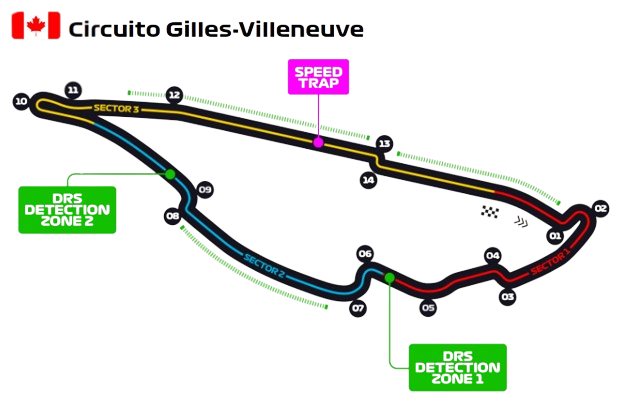 Circuito Gilles-Villeneuve
SPEED
TRAP
11
10
SECTOR 3
12
13
14
DRS
DETECTION
ZONE 2
09
08
02
01
06
04
SECTOR 1
SECTOR 2
07
05
03
DRS
DETECTION
ZONE 1